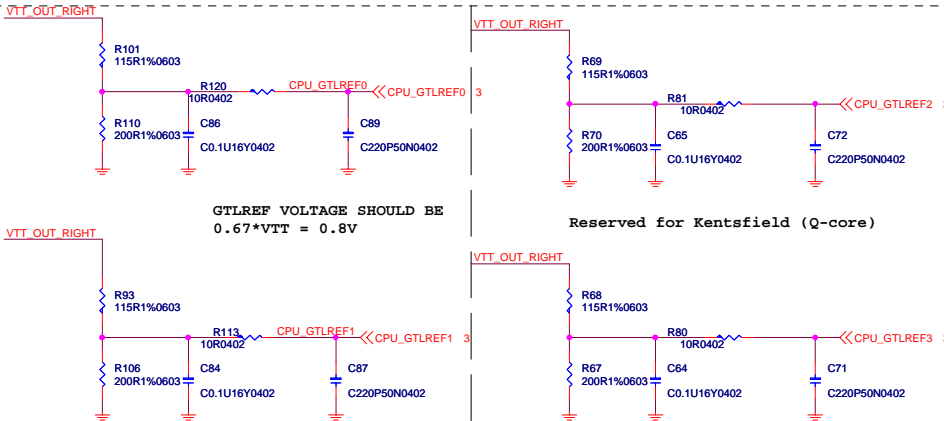 VTT_OUT_RIGHT
R101
115R1%0603
R120
10R0402
CPU_GTLREF0
CPU_GTLREF0 3
R110
200R1%0603
C86
C0.1U16Y0402
C89
C220P50N0402
VTT_OUT_RIGHT
R69
115R1%0603
R81
10R0402
CPU_GTLREF2
R70
200R1%0603
C65
C0.1U16Y0402
C72
C220P50N0402
GTLREF VOLTAGE SHOULD BE
0.67*VTT = 0.8V
Reserved for Kentsfield (Q-core)
VTT_OUT_RIGHT
R93
115R1%0603
R113
10R0402
CPU_GTLREF1
CPU_GTLREF1 3
R106
200R1%0603
C84
C0.1U16Y0402
C87
C220P50N0402
VTT_OUT_RIGHT
R68
115R1%0603
R80
10R0402
CPU_GTLREF3
R67
200R1%0603
C64
C0.1U16Y0402
C71
C220P50N0402